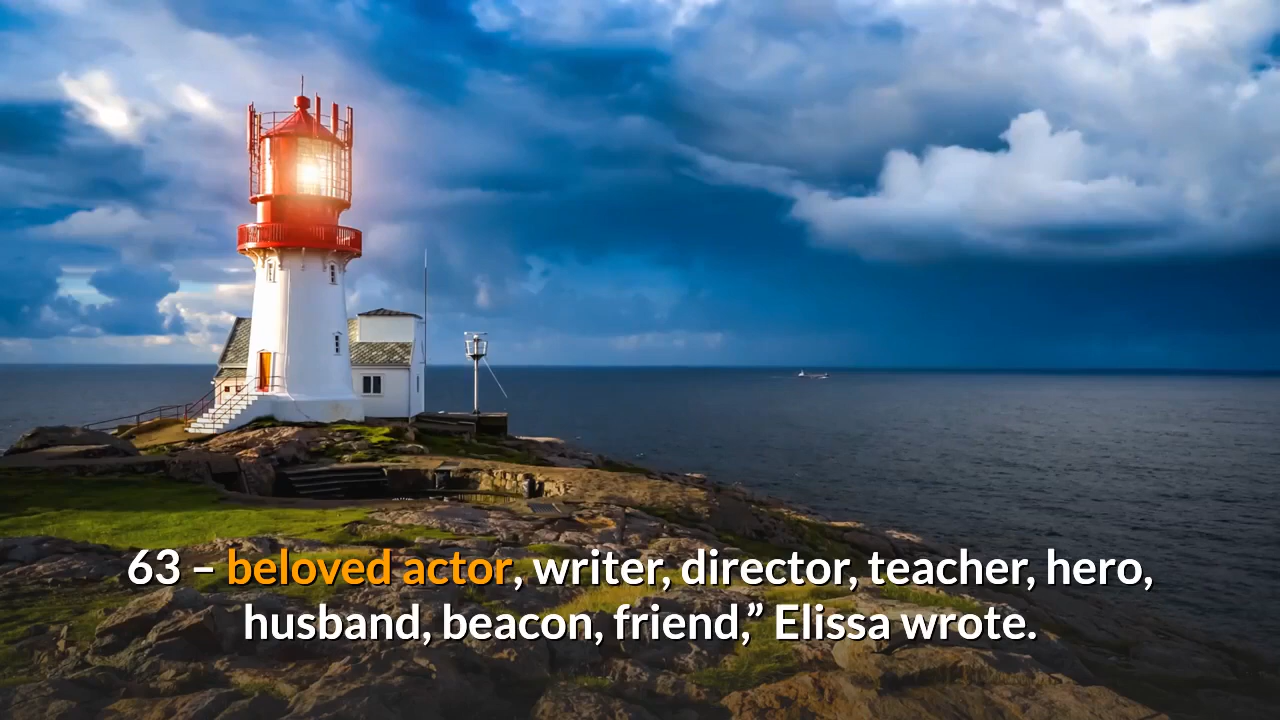 63 – beloved actor, writer, director, teacher, hero,
husband, beacon, friend,” Elissa wrote.